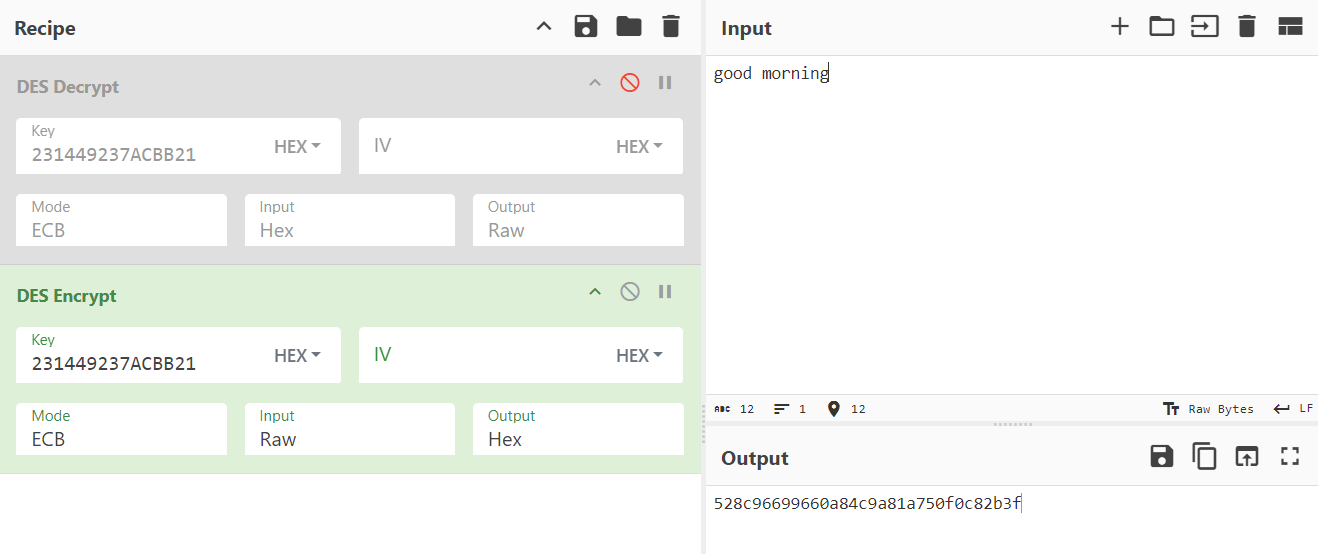 Recipe
DES Decrypt
Key
231449237ACBB21
HEX
IV
HEX
Mode
ECB
Input
Hex
Output
Raw
DES Encrypt
Key
231449237ACBB21
HEX
IV
HEX
Mode
ECB
Input
Raw
Output
Hex
Input
good morning
ABC 12 1 12 Tт Raw Bytes LF
Output
528c96699660a84c9a81a750f0c82b3f